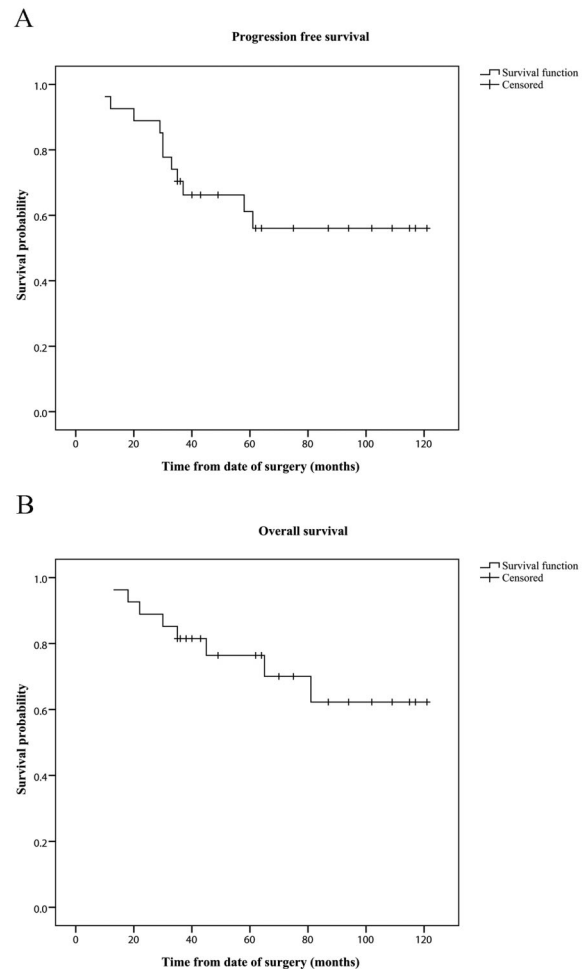 A
Progression free survival
Survival function
Censored
1.0
0.8
0.6
0.4
0.2
0.0
Survival probability
0 20 40 60 80 100 120
Time from date of surgery (months)
B
Overall survival
Survival function
Censored
1.0
0.8
0.6
0.4
0.2
0.0
Survival probability
0 20 40 60 80 100 120
Time from date of surgery (months)